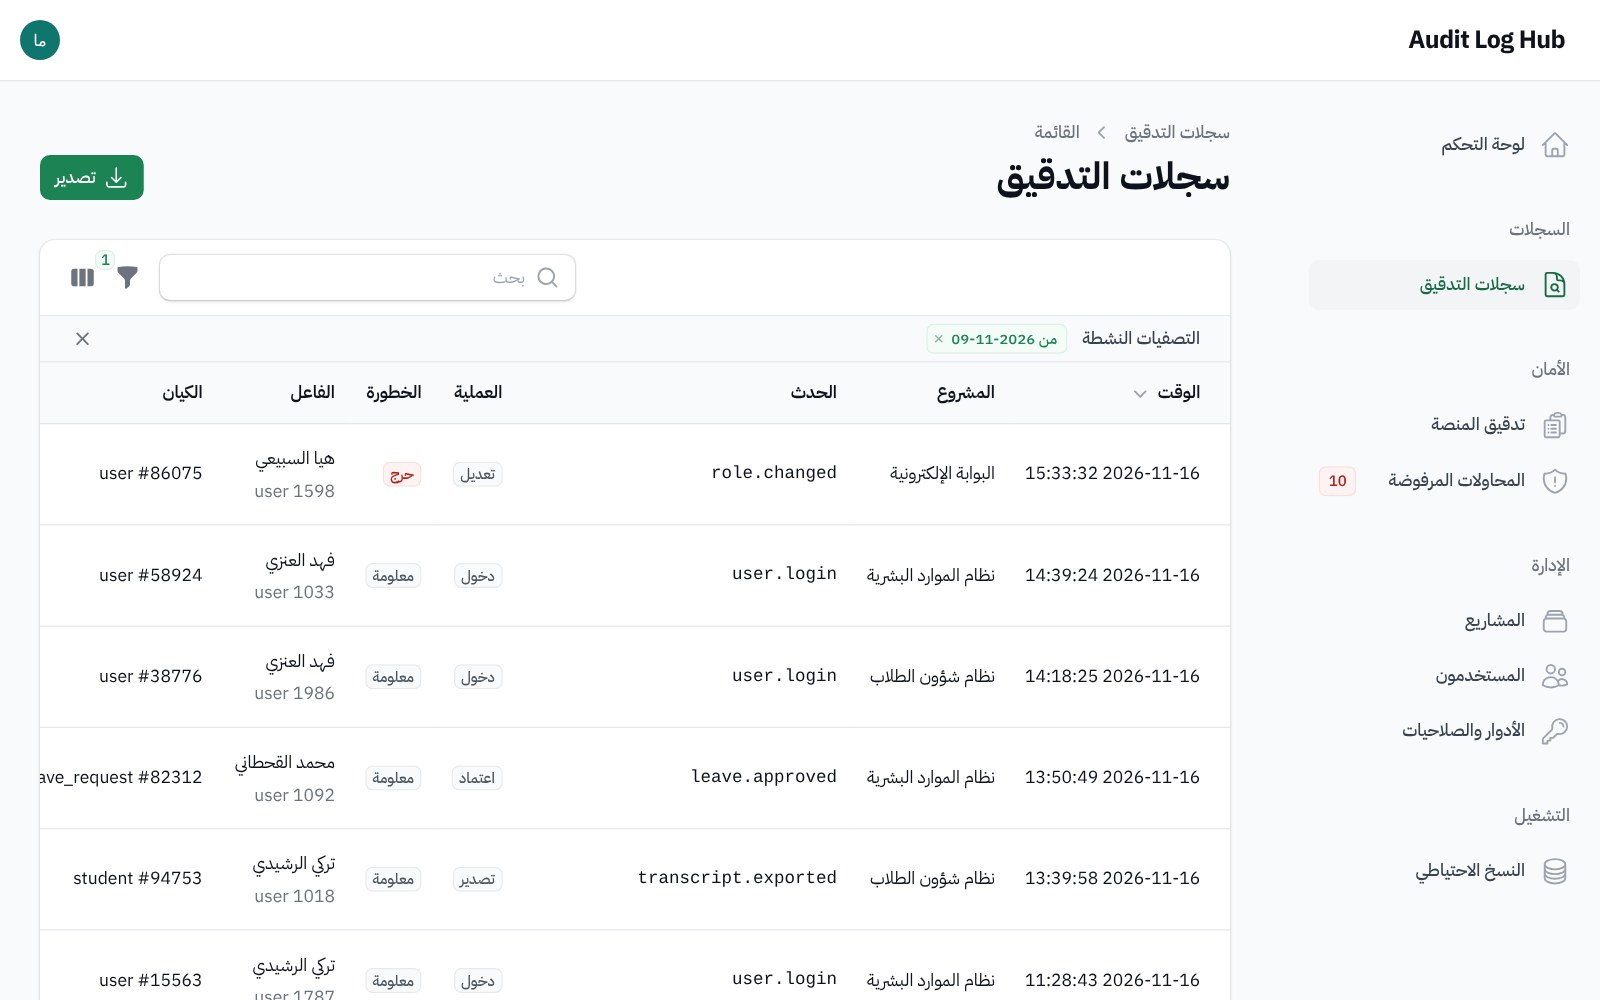 Audit Log Hub
ما
لوحة التحكم
السجلات
سجلات التدقيق
الأمان
تدقيق المنصة
المحاولات المرفوضة 10
الإدارة
المشاريع
المستخدمون
الأدوار والصلاحيات
التشغيل
النسخ الاحتياطي
سجلات التدقيق القائمة
سجلات التدقيق
تصدير
بحث
1
التصفيات النشطة من 2026-11-09
الوقت المشروع الحدث العملية الخطورة الفاعل الكيان
2026-11-16 15:33:32 البوابة الإلكترونية role.changed تعديل حرج هيا السبيعي user #86075
user 1598
2026-11-16 14:39:24 نظام الموارد البشرية user.login دخول معلومة فهد العنزي user #58924
user 1033
2026-11-16 14:18:25 نظام شؤون الطلاب user.login دخول معلومة فهد العنزي user #38776
user 1986
2026-11-16 13:50:49 نظام الموارد البشرية leave.approved اعتماد معلومة محمد القحطاني ave_request #82312
user 1092
2026-11-16 13:39:58 نظام شؤون الطلاب transcript.exported تصدير معلومة تركي الرشيدي student #94753
user 1018
2026-11-16 11:28:43 نظام الموارد البشرية user.login دخول معلومة تركي الرشيدي user #15563
user 1787